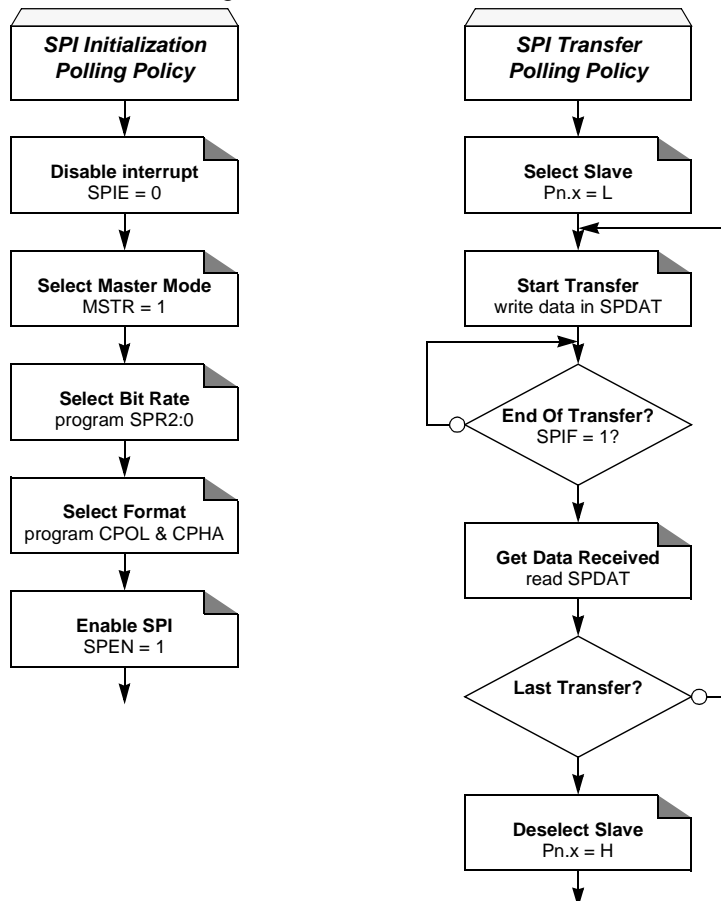 SPI Initialization
Polling Policy
Disable interrupt
SPIE = 0
Select Master Mode
MSTR = 1
Select Bit Rate
program SPR2:0
Select Format
program CPOL & CPHA
Enable SPI
SPEN = 1
SPI Transfer
Polling Policy
Select Slave
Pn.x = L
Start Transfer
write data in SPDAT
End Of Transfer?
SPIF = 1?
Get Data Received
read SPDAT
Last Transfer?
Deselect Slave
Pn.x = H